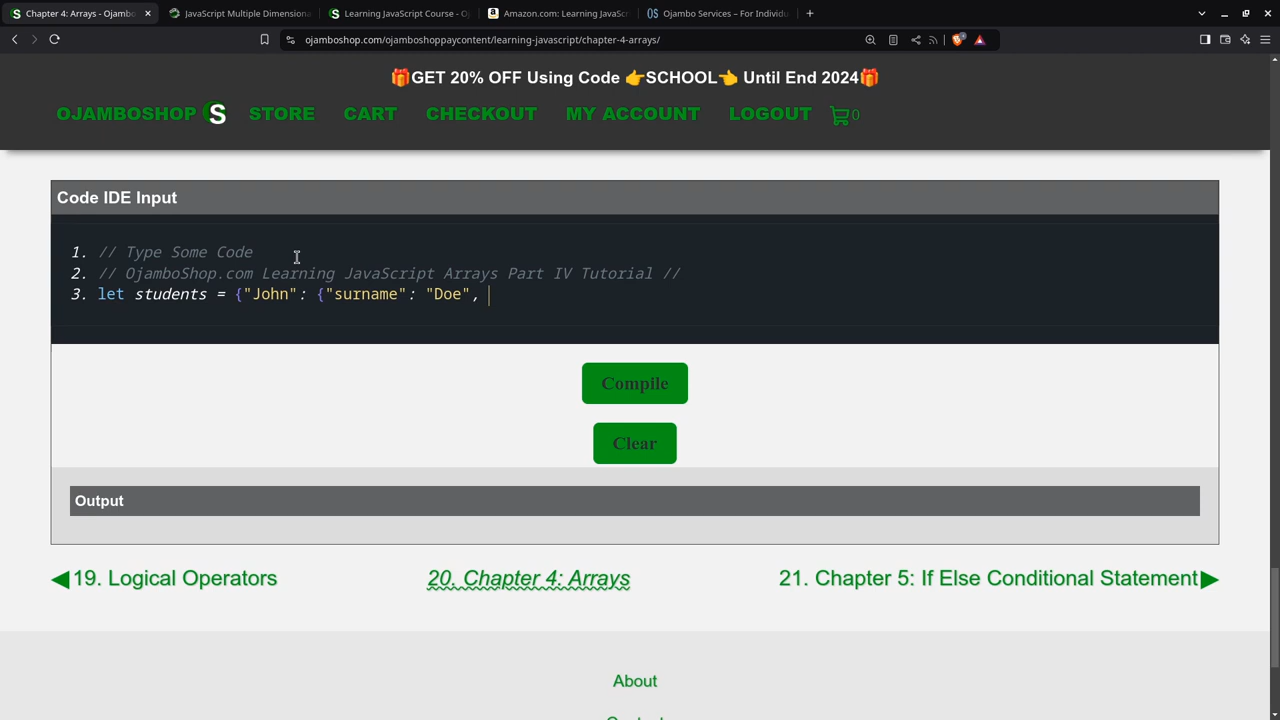 Chapter 4: Arrays - Ojambo
JavaScript Multiple Dimensiona
Learning JavaScript Course - O
Amazon.com: Learning JavaSc
Ojambo Services – For Individu
ojamboshop.com/ojamboshoppaycontent/learning-javascript/chapter-4-arrays/
🎁GET 20% OFF Using Code 👉SCHOOL👈 Until End 2024🎁
OJAMBOSHOP S STORE CART CHECKOUT MY ACCOUNT LOGOUT 0
Code IDE Input
1. // Type Some Code
2. // OjamboShop.com Learning JavaScript Arrays Part IV Tutorial //
3. let students = {"John": {"surname": "Doe",
Compile
Clear
Output
◀19. Logical Operators
20. Chapter 4: Arrays
21. Chapter 5: If Else Conditional Statement▶
About